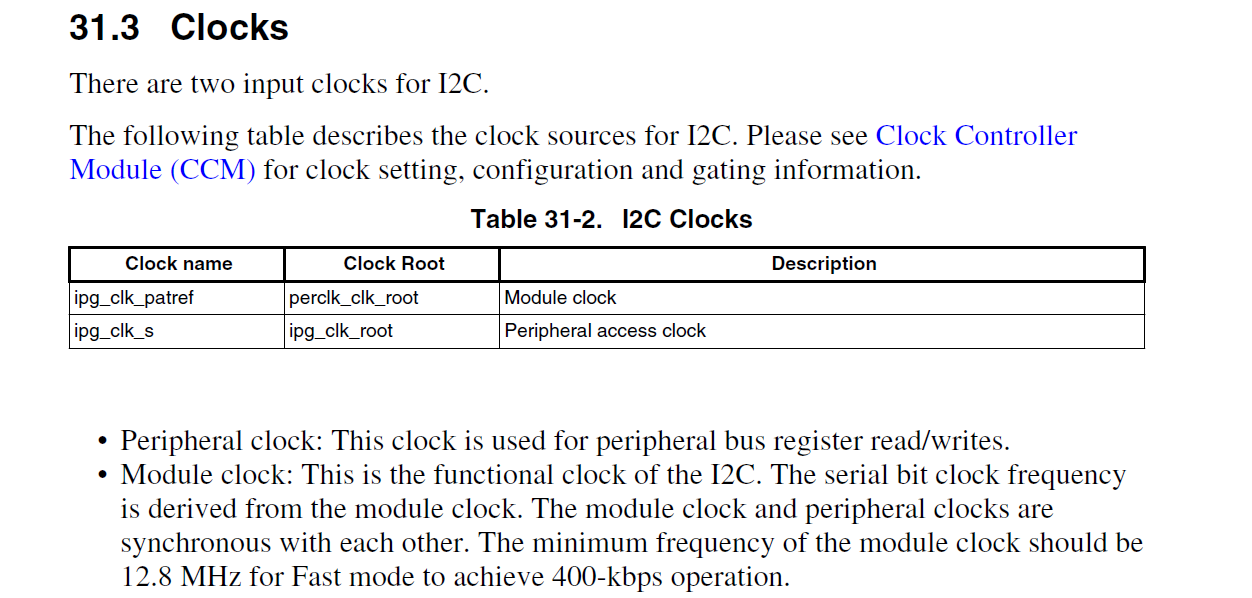 31.3 Clocks
There are two input clocks for I2C.
The following table describes the clock sources for I2C. Please see Clock Controller
Module (CCM) for clock setting, configuration and gating information.
Table 31-2. I2C Clocks
Clock name Clock Root Description
ipg_clk_patref perclk_clk_root Module clock
ipg_clk_s ipg_clk_root Peripheral access clock
• Peripheral clock: This clock is used for peripheral bus register read/writes.
• Module clock: This is the functional clock of the I2C. The serial bit clock frequency
is derived from the module clock. The module clock and peripheral clocks are
synchronous with each other. The minimum frequency of the module clock should be
12.8 MHz for Fast mode to achieve 400-kbps operation.